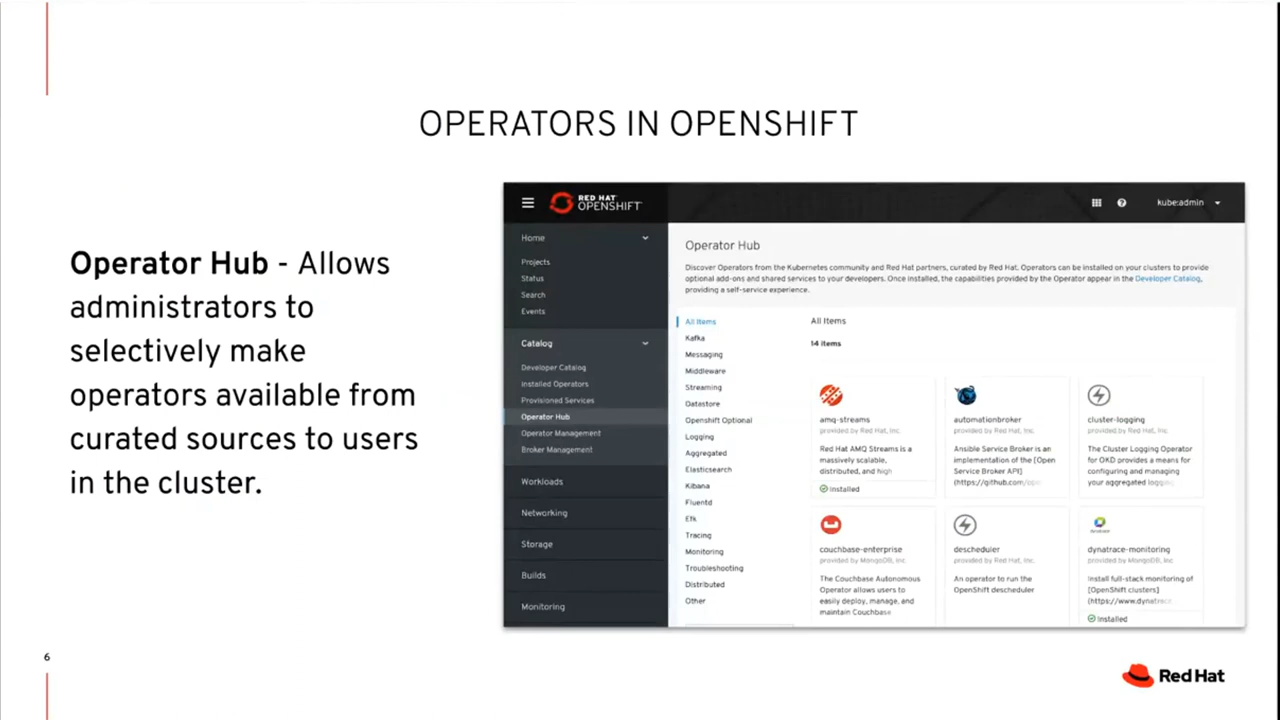 OPERATORS IN OPENSHIFT
Operator Hub - Allows
administrators to
selectively make
operators available from
curated sources to users
in the cluster.
RED HAT
OPENSHIFT
kube:admin
Home
Projects
Status
Search
Events
Catalog
Developer Catalog
Installed Operators
Provisioned Services
Operator Hub
Operator Management
Broker Management
Workloads
Networking
Storage
Builds
Monitoring
Operator Hub
Discover Operators from the Kubernetes community and Red Hat partners, curated by Red Hat. Operators can be installed on your clusters to provide
optional add-ons and shared services to your developers. Once installed, the capabilities provided by the Operator appear in the Developer Catalog,
providing a self-service experience.
All Items
Kafka
Messaging
Middleware
Streaming
Datastore
Openshift Optional
Logging
Aggregated
Elasticsearch
Kibana
Fluentd
Efk
Tracing
Monitoring
Troubleshooting
Distributed
Other
All Items
14 items
amq-streams
provided by Red Hat, Inc.
Red Hat AMQ Streams is a
massively scalable,
distributed, and high
Installed
automationbroker
provided by Red Hat, Inc.
Ansible Service Broker is an
implementation of the [Open
Service Broker API]
(https://github.com/
cluster-logging
provided by Red Hat, Inc.
The Cluster Logging Operator
for OKD provides a means for
configuring and managing
your aggregated logging
couchbase-enterprise
provided by MongoDB, Inc
The Couchbase Autonomous
Operator allows users to
easily deploy, manage, and
maintain Couchbase
descheduler
provided by Red Hat, Inc.
An operator to run the
OpenShift descheduler
dynatrace-monitoring
provided by MongoDB, Inc
Install full-stack monitoring of
[OpenShift clusters]
(https://www.dynatrace
Installed
6
Red Hat